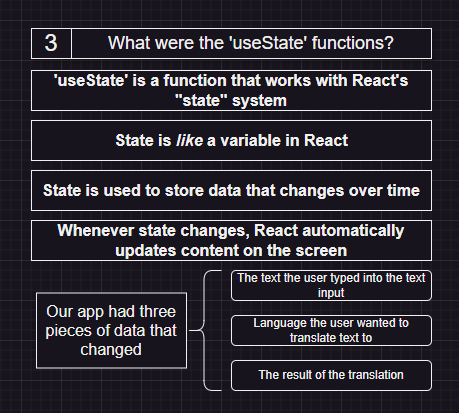 3
What were the 'useState' functions?
'useState' is a function that works with React's
"state" system
State is like a variable in React
State is used to store data that changes over time
Whenever state changes, React automatically
updates content on the screen
Our app had three
pieces of data that
changed
The text the user typed into the text
input
Language the user wanted to
translate text to
The result of the translation